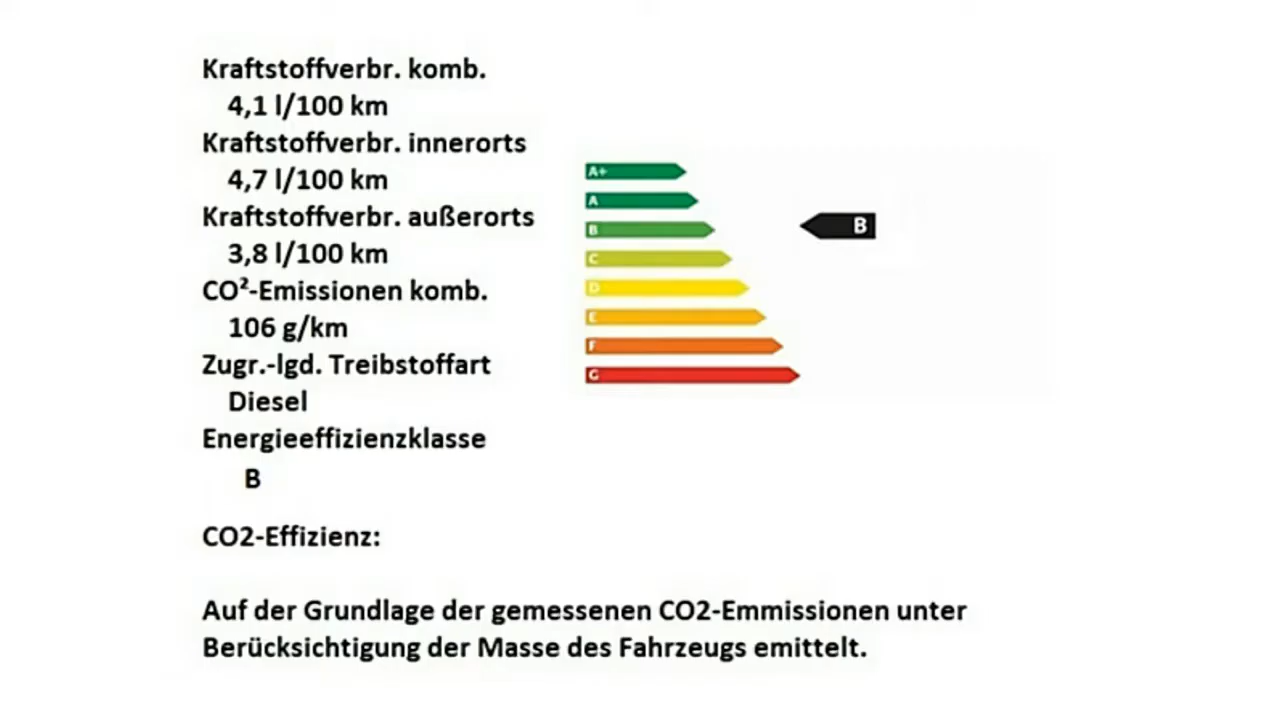 Kraftstoffverbr. komb.
4,1 l/100 km
Kraftstoffverbr. innerorts
4,7 l/100 km
Kraftstoffverbr. außerorts
3,8 l/100 km
CO²-Emissionen komb.
106 g/km
Zugr.-lgd. Treibstoffart
Diesel
Energieeffizienzklasse
B
A+
A
B
C
D
E
F
G
B
CO2-Effizienz:
Auf der Grundlage der gemessenen CO2-Emmissionen unter
Berücksichtigung der Masse des Fahrzeugs emittelt.